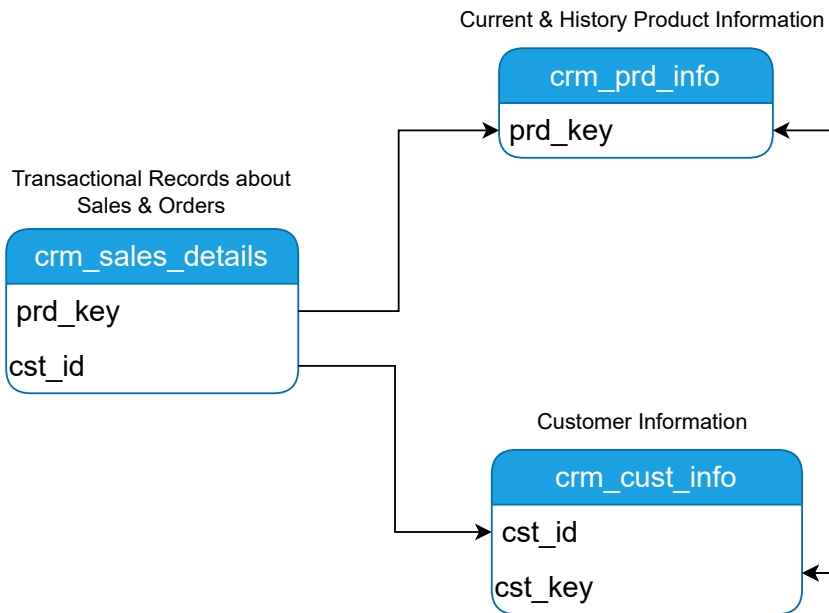 Current & History Product Information
crm_prd_info
prd_key
Transactional Records about
Sales & Orders
crm_sales_details
prd_key
cst_id
Customer Information
crm_cust_info
cst_id
cst_key